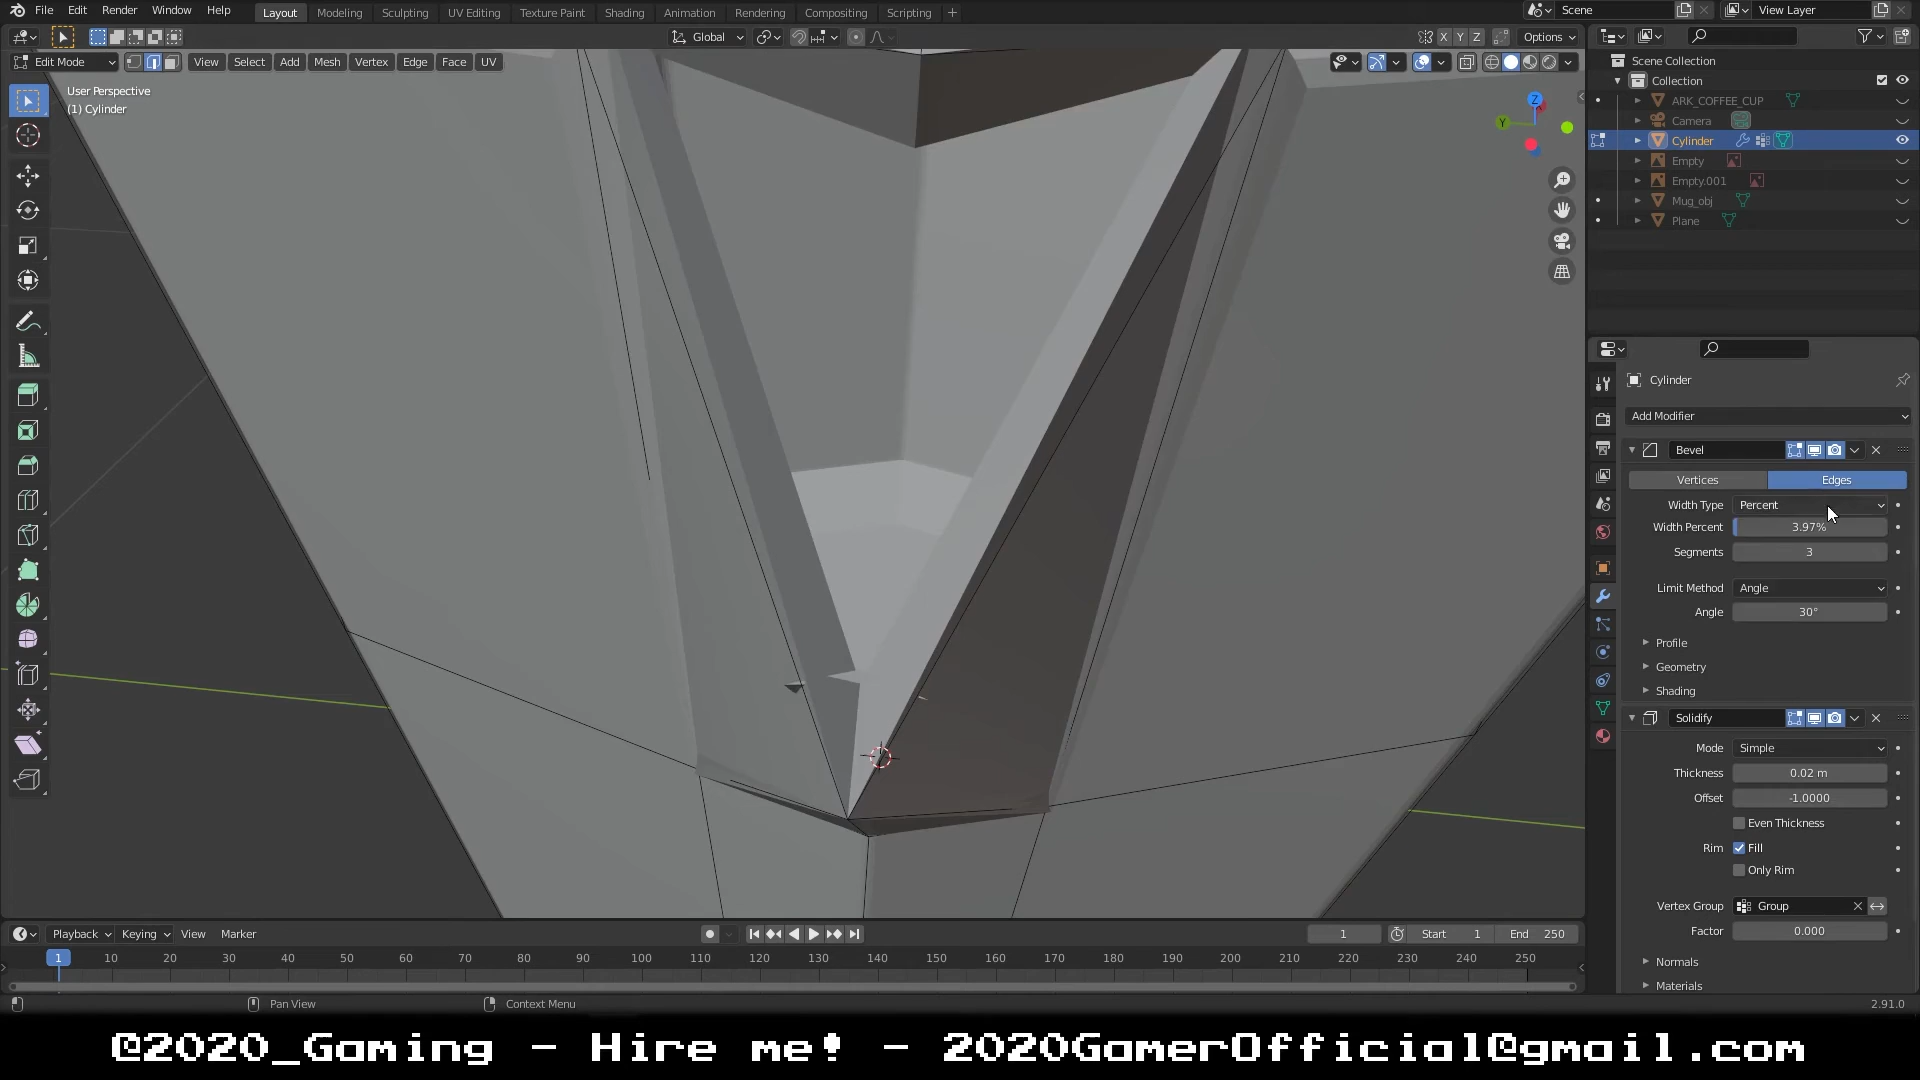 File Edit Render Window Help Layout Modeling Sculpting UV Editing Texture Paint Shading Animation Rendering Compositing Scripting + Scene View Layer
Global X Y Z Options
Edit Mode View Select Add Mesh Vertex Edge Face UV
User Perspective
(1) Cylinder
Z
Y
Scene Collection
Collection
ARK_COFFEE_CUP
Camera
Cylinder
Empty
Empty.001
Mug_obj
Plane
Cylinder
Add Modifier
Bevel
Vertices Edges
Width Type Percent
Width Percent 3.97%
Segments 3
Limit Method Angle
Angle 30°
Profile
Geometry
Shading
Solidify
Mode Simple
Thickness 0.02 m
Offset -1.0000
Even Thickness
Rim Fill
Only Rim
Vertex Group Group
Factor 0.000
Normals
Materials
Playback Keying View Marker 1 Start 1 End 250
1 10 20 30 40 50 60 70 80 90 100 110 120 130 140 150 160 170 180 190 200 210 220 230 240 250
Pan View Context Menu 2.91.0
@2020_Gaming - Hire me! - 2020GamerOfficial@gmail.com